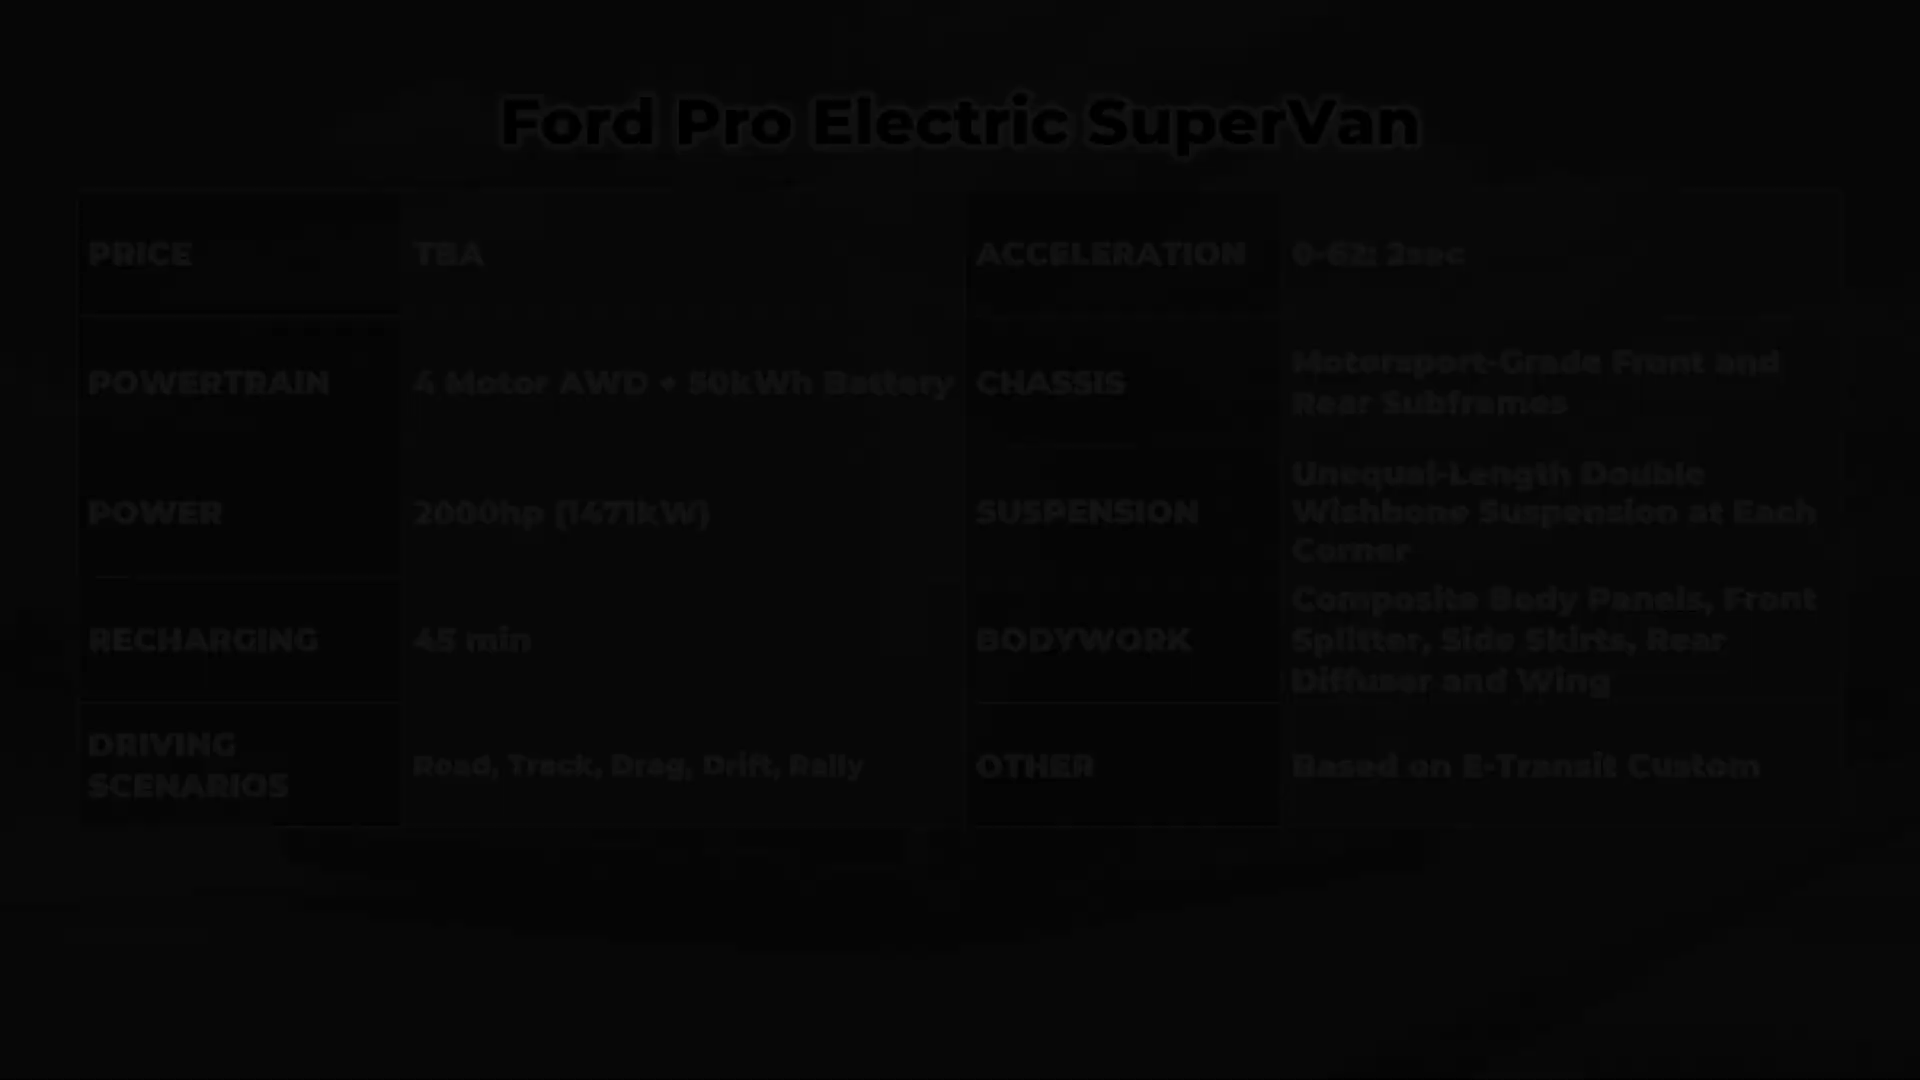 Ford Pro Electric SuperVan
PRICE
TBA
ACCELERATION
0-62: 2sec
POWERTRAIN
4 Motor AWD + 50kWh Battery
CHASSIS
Motorsport-Grade Front and
Rear Subframes
POWER
2000hp (1471kW)
SUSPENSION
Unequal-Length Double
Wishbone Suspension at Each
Corner
RECHARGING
45 min
BODYWORK
Composite Body Panels, Front
Splitter, Side Skirts, Rear
Diffuser and Wing
DRIVING
SCENARIOS
Road, Track, Drag, Drift, Rally
OTHER
Based on E-Transit Custom